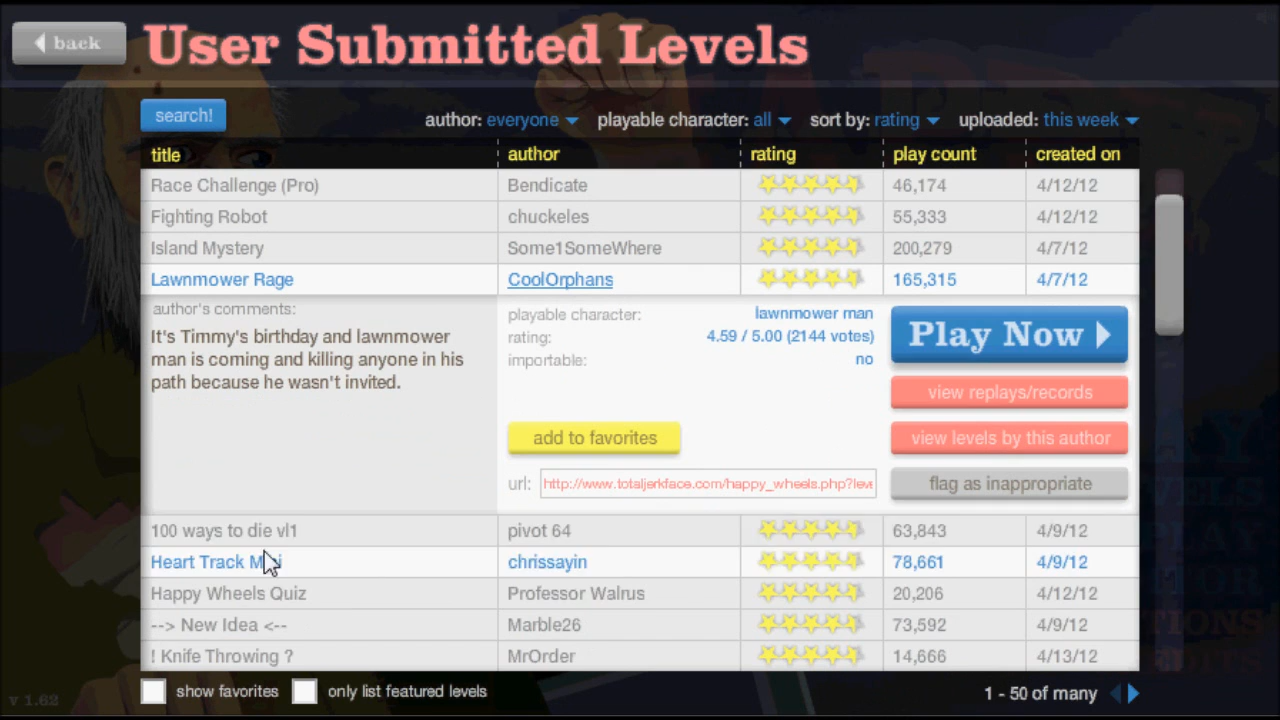 back
User Submitted Levels
search!
author: everyone playable character: all sort by: rating uploaded: this week
title author rating play count created on
Race Challenge (Pro) Bendicate 46,174 4/12/12
Fighting Robot chuckeles 55,333 4/12/12
Island Mystery Some1SomeWhere 200,279 4/7/12
Lawnmower Rage CoolOrphans 165,315 4/7/12
author's comments:
It's Timmy's birthday and lawnmower
man is coming and killing anyone in his
path because he wasn't invited.
playable character: lawnmower man
rating: 4.59 / 5.00 (2144 votes)
importable: no
add to favorites
url: http://www.totaljerkface.com/happy_wheels.php?leve
Play Now
view replays/records
view levels by this author
flag as inappropriate
100 ways to die vl1 pivot 64 63,843 4/9/12
Heart Track chrissayin 78,661 4/9/12
Happy Wheels Quiz Professor Walrus 20,206 4/12/12
--> New Idea <-- Marble26 73,592 4/9/12
! Knife Throwing ? MrOrder 14,666 4/13/12
show favorites only list featured levels 1 - 50 of many
v 1.62